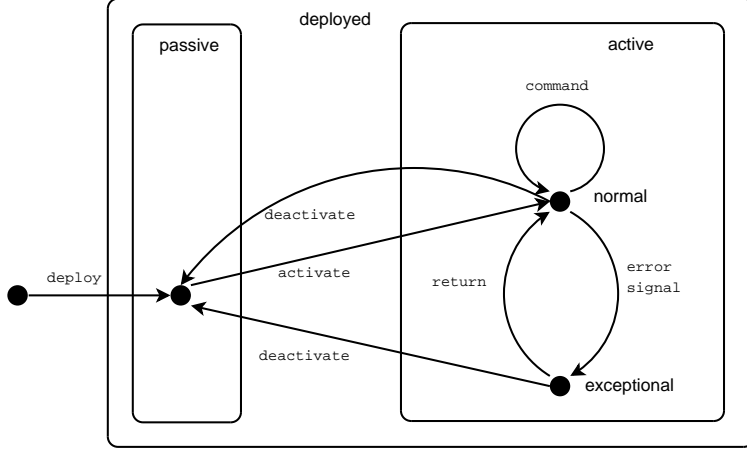 deployed
passive
active
command
normal
deactivate
activate
deploy
return
error
signal
deactivate
exceptional